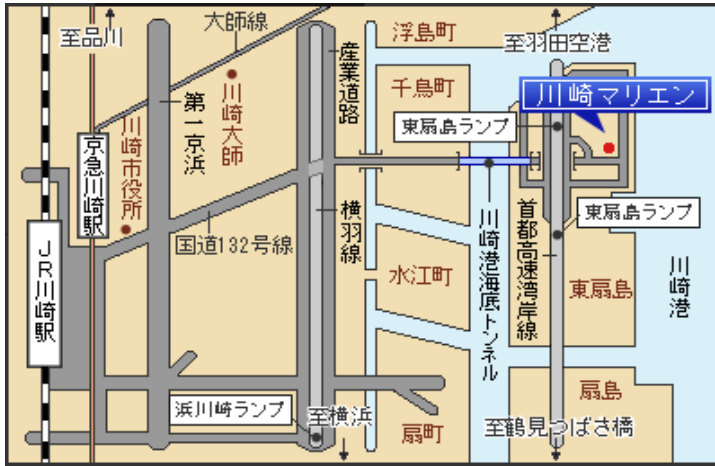 至品川
大師線
浮島町
至羽田空港
産業道路
千鳥町
川崎マリエン
第一京浜
川崎大師
東扇島ランプ
京急川崎駅
川崎市役所
国道132号線
横羽線
川崎港海底トンネル
首都高速湾岸線
東扇島ランプ
JR川崎駅
水江町
東扇島
川崎港
浜川崎ランプ
至横浜
扇町
扇島
至鶴見つばさ橋